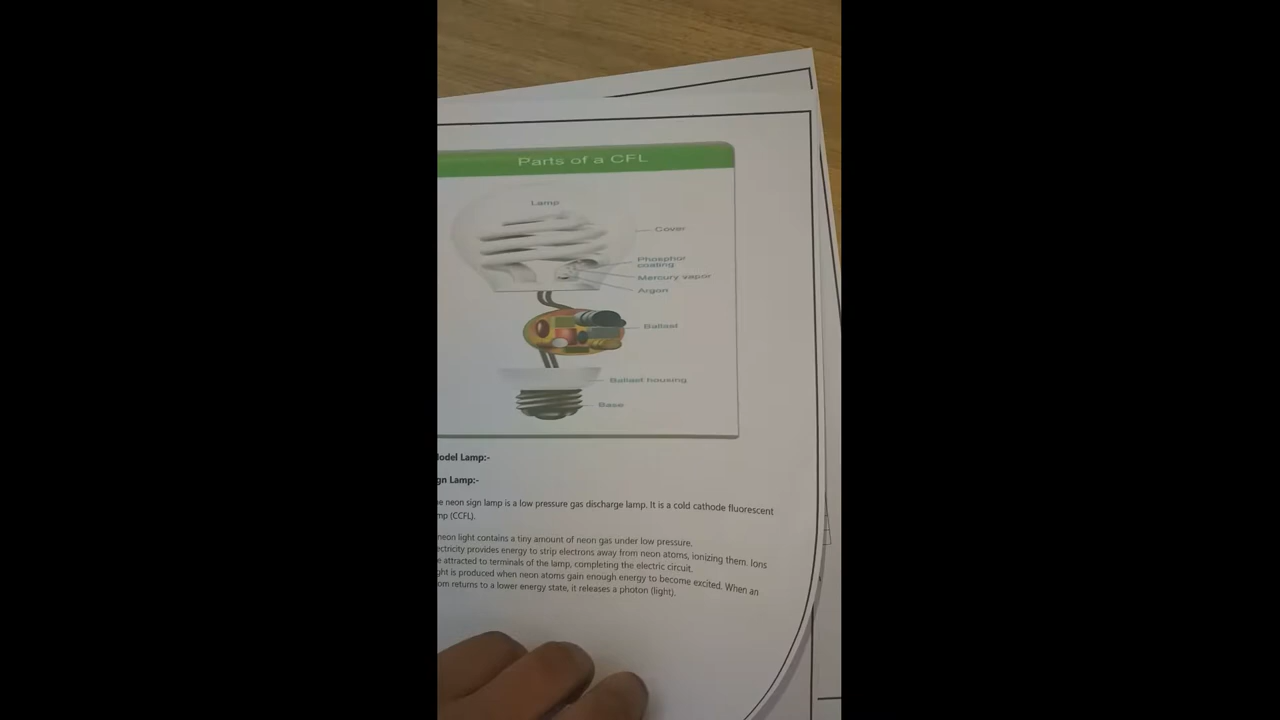 Parts of a CFL
Lamp
Cover
Phosphor
coating
Mercury vapor
Argon
Ballast
Ballast housing
Base
lodel Lamp:-
gn Lamp:-
e neon sign lamp is a low pressure gas discharge lamp. It is a cold cathode fluorescent
mp (CCFL).
neon light contains a tiny amount of neon gas under low pressure.
ectricity provides energy to strip electrons away from neon atoms, ionizing them. Ions
e attracted to terminals of the lamp, completing the electric circuit.
ght is produced when neon atoms gain enough energy to become excited. When an
om returns to a lower energy state, it releases a photon (light).